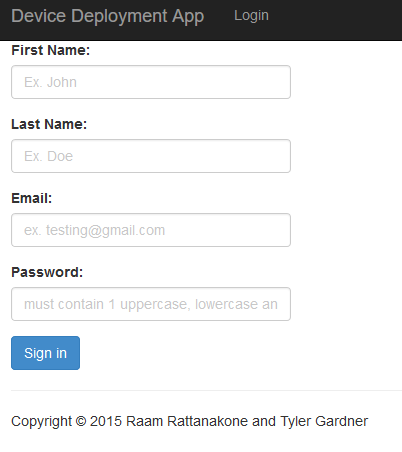 Device Deployment App Login
First Name:
Ex. John
Last Name:
Ex. Doe
Email:
ex. testing@gmail.com
Password:
must contain 1 uppercase, lowercase an
Sign in
Copyright © 2015 Raam Rattanakone and Tyler Gardner